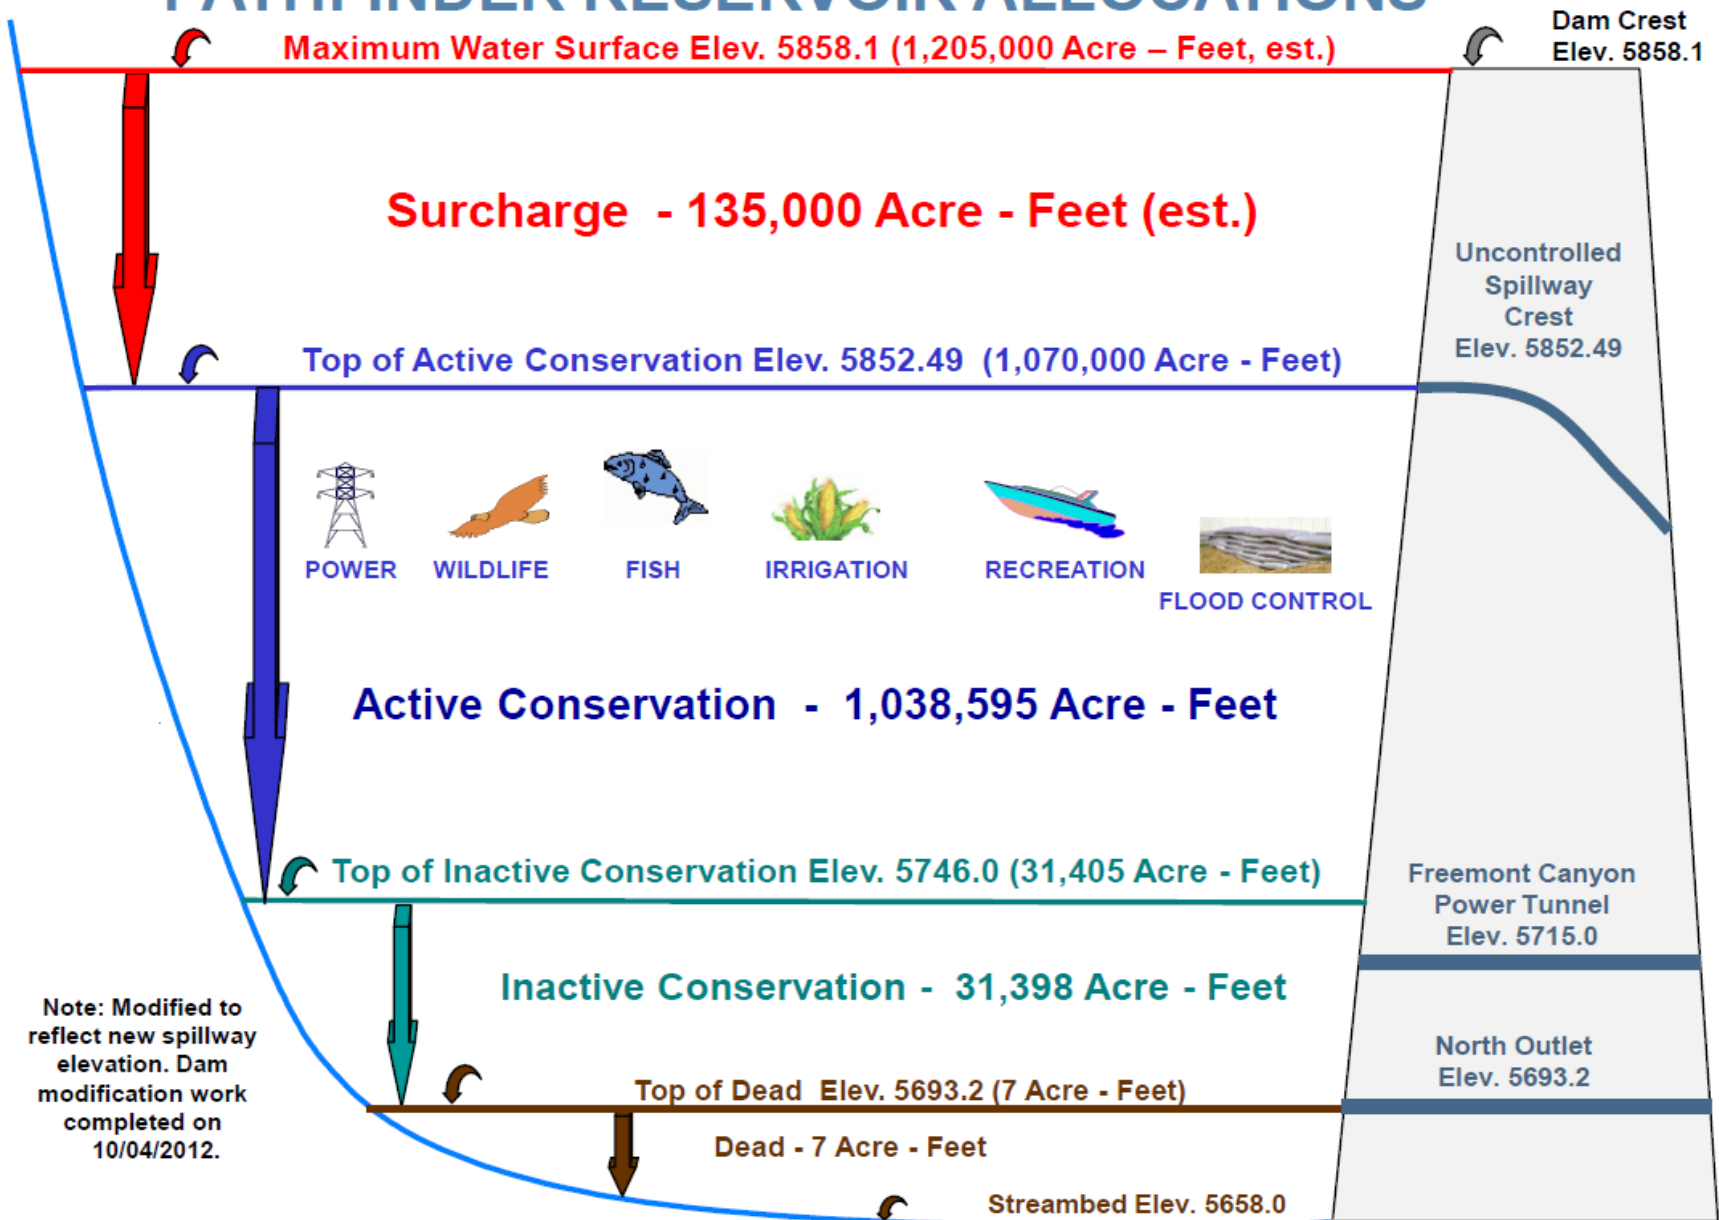 PATHFINDER RESERVOIR ALLOCATIONS
Dam Crest
Elev. 5858.1
Maximum Water Surface Elev. 5858.1 (1,205,000 Acre – Feet, est.)
Surcharge - 135,000 Acre - Feet (est.)
Uncontrolled
Spillway
Crest
Elev. 5852.49
Top of Active Conservation Elev. 5852.49 (1,070,000 Acre - Feet)
POWER
WILDLIFE
FISH
IRRIGATION
RECREATION
FLOOD CONTROL
Active Conservation - 1,038,595 Acre - Feet
Top of Inactive Conservation Elev. 5746.0 (31,405 Acre - Feet)
Freemont Canyon
Power Tunnel
Elev. 5715.0
Inactive Conservation - 31,398 Acre - Feet
Note: Modified to
reflect new spillway
elevation. Dam
modification work
completed on
10/04/2012.
North Outlet
Elev. 5693.2
Top of Dead Elev. 5693.2 (7 Acre - Feet)
Dead - 7 Acre - Feet
Streambed Elev. 5658.0